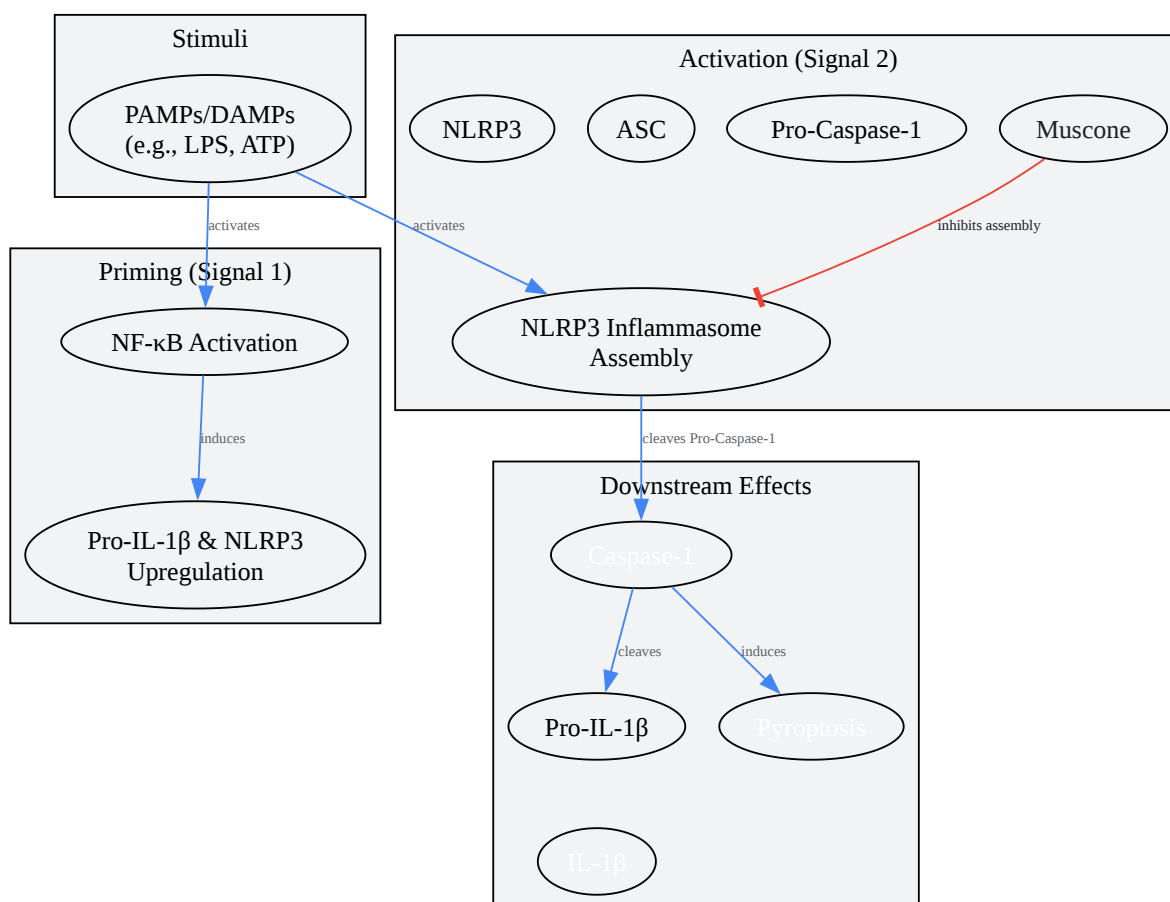 Stimuli
PAMPs/DAMPs
(e.g., LPS, ATP)
activates
activates
Priming (Signal 1)
NF-κB Activation
induces
Pro-IL-1β & NLRP3
Upregulation
Activation (Signal 2)
NLRP3
ASC
Pro-Caspase-1
Muscone
inhibits assembly
NLRP3 Inflammasome
Assembly
cleaves Pro-Caspase-1
Downstream Effects
Caspase-1
cleaves
induces
Pro-IL-1β
Pyroptosis
IL-1β